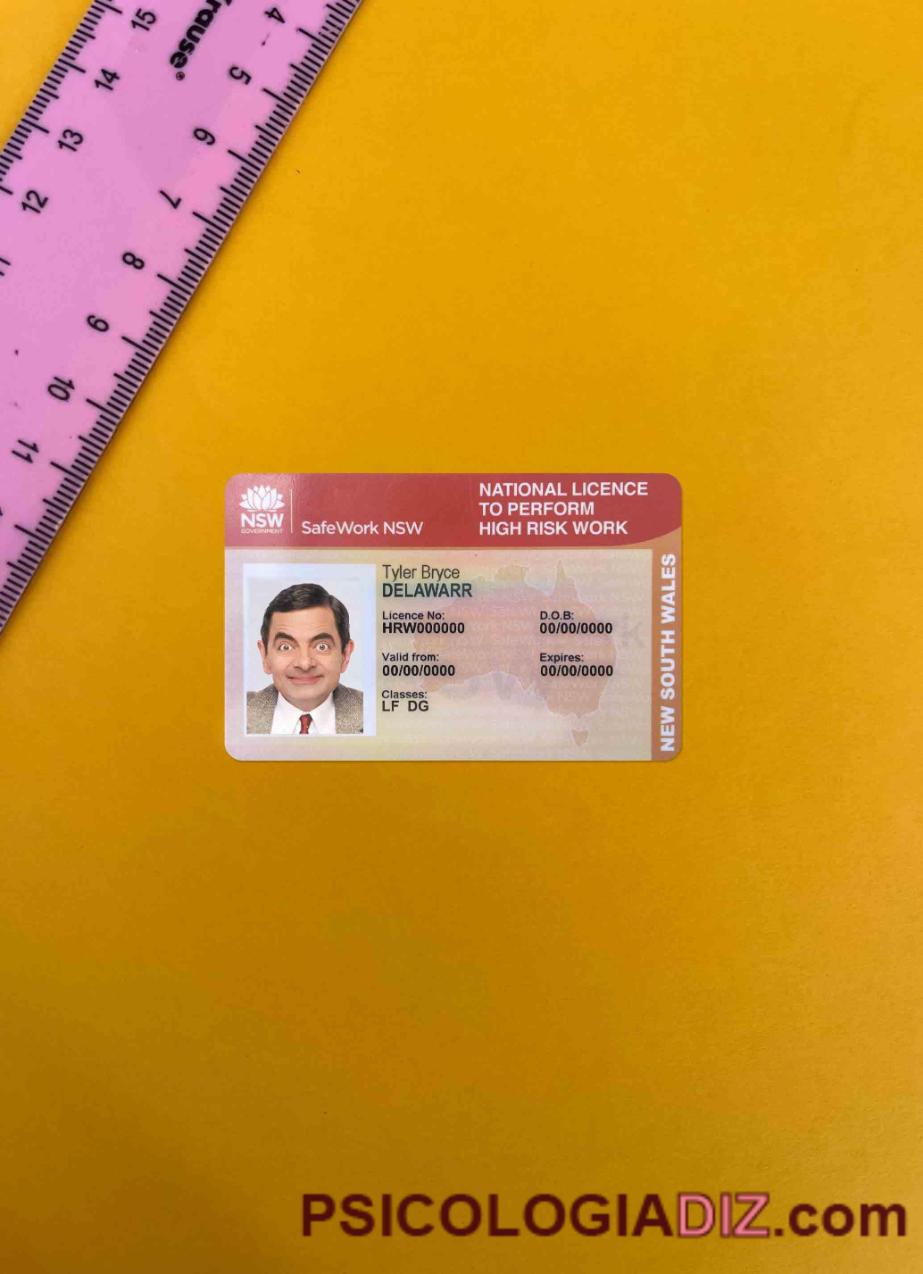 15
14
13
12
11
Krause
4
5
6
7
8
9
10
11
NSW
GOVERNMENT
SafeWork NSW
NATIONAL LICENCE
TO PERFORM
HIGH RISK WORK
Tyler Bryce
DELAWARR
Licence No:
HRW000000
D.O.B:
00/00/0000
Valid from:
00/00/0000
Expires:
00/00/0000
Classes:
LF DG
NEW SOUTH WALES
PSICOLOGIADIZ.com